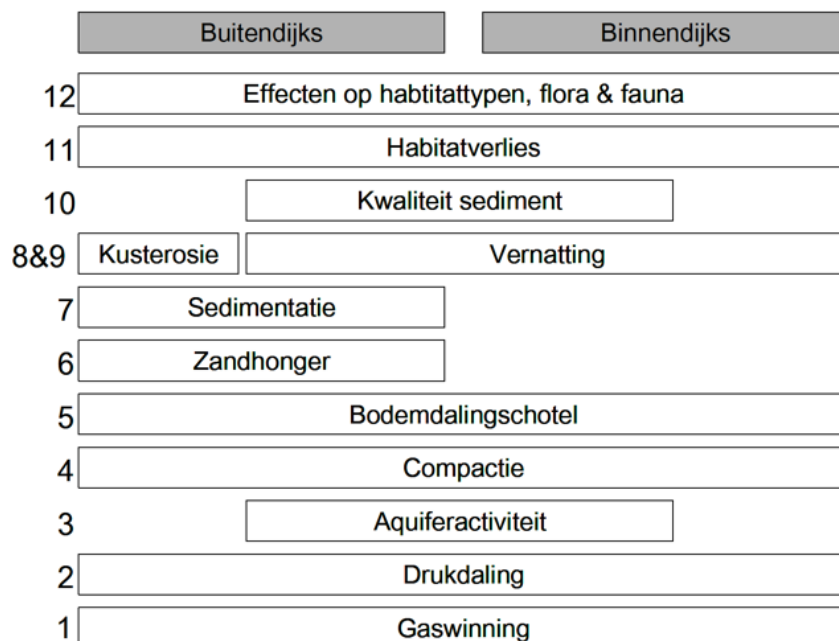 Buitendijks Binnendijks
12 Effecten op habtitattypen, flora & fauna
11 Habitatverlies
10 Kwaliteit sediment
8&9 Kusterosie Vernatting
7 Sedimentatie
6 Zandhonger
5 Bodemdalingschotel
4 Compactie
3 Aquiferactiviteit
2 Drukdaling
1 Gaswinning